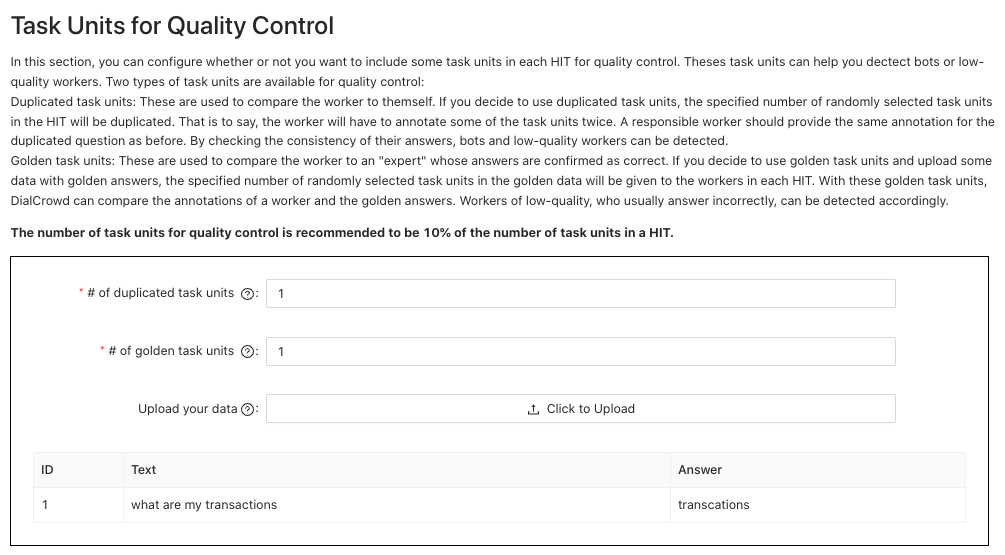 Task Units for Quality Control
In this section, you can configure whether or not you want to include some task units in each HIT for quality control. Theses task units can help you dectect bots or low-
quality workers. Two types of task units are available for quality control:
Duplicated task units: These are used to compare the worker to themself. If you decide to use duplicated task units, the specified number of randomly selected task units
in the HIT will be duplicated. That is to say, the worker will have to annotate some of the task units twice. A responsible worker should provide the same annotation for the
duplicated question as before. By checking the consistency of their answers, bots and low-quality workers can be detected.
Golden task units: These are used to compare the worker to an "expert" whose answers are confirmed as correct. If you decide to use golden task units and upload some
data with golden answers, the specified number of randomly selected task units in the golden data will be given to the workers in each HIT. With these golden task units,
DialCrowd can compare the annotations of a worker and the golden answers. Workers of low-quality, who usually answer incorrectly, can be detected accordingly.
The number of task units for quality control is recommended to be 10% of the number of task units in a HIT.
* # of duplicated task units ?: 1
* # of golden task units ?: 1
Upload your data ?: Click to Upload
ID Text Answer
1 what are my transactions transcations